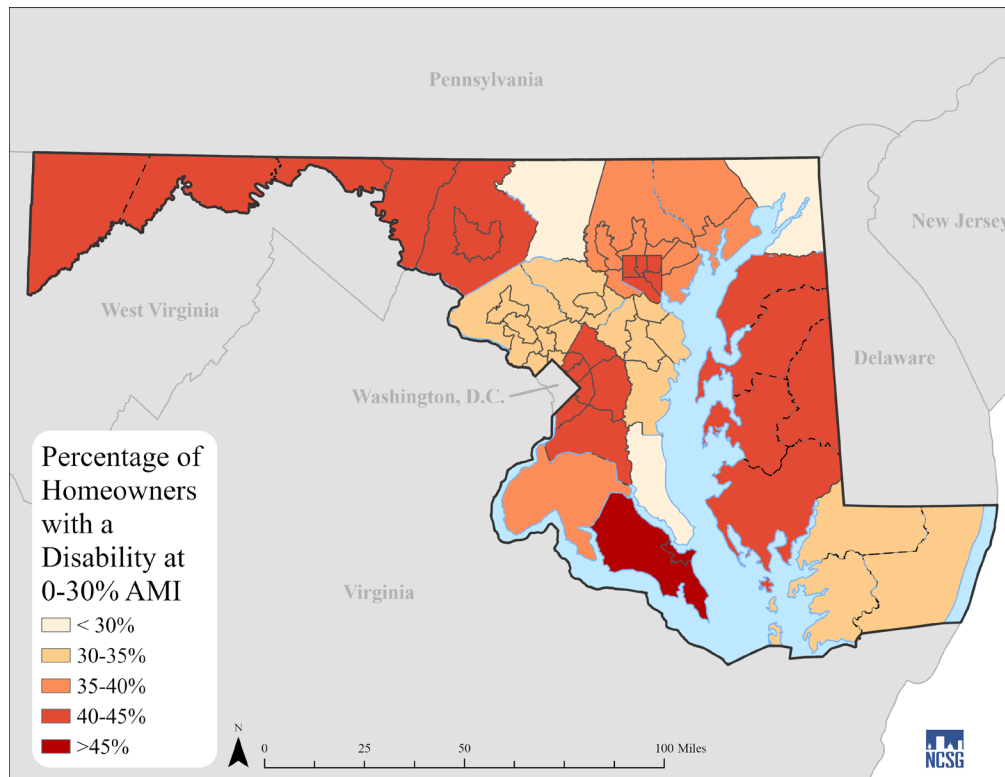 Pennsylvania
New Jersey
West Virginia
Delaware
Washington, D.C.
Virginia
Percentage of
Homeowners
with a
Disability at
0-30% AMI
< 30%
30-35%
35-40%
40-45%
>45%
N
0 25 50 100 Miles
NCSG